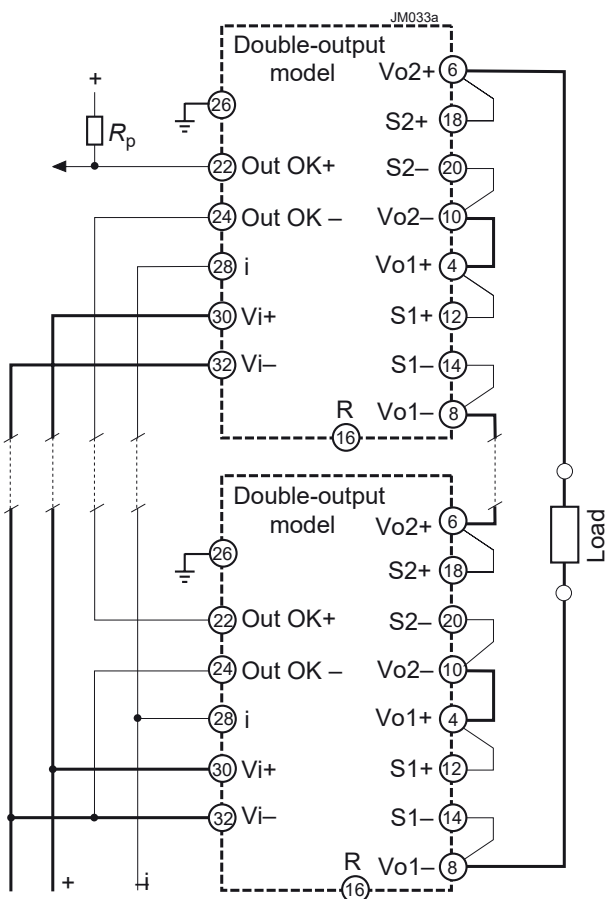 JM033a
Double-output
model
Vo2+
6
+
26
S2+
18
Rp
22
Out OK+
S2–
20
24
Out OK –
Vo2–
10
28
i
Vo1+
4
30
Vi+
S1+
12
32
Vi–
S1–
14
R
Vo1–
8
16
Double-output
model
Vo2+
6
26
S2+
18
Load
22
Out OK+
S2–
20
24
Out OK –
Vo2–
10
28
i
Vo1+
4
30
Vi+
S1+
12
32
Vi–
S1–
14
R
Vo1–
8
+
–i
16